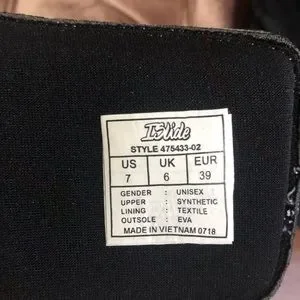 ISlide
STYLE 475433-02
US UK EUR
7 6 39
GENDER : UNISEX
UPPER : SYNTHETIC
LINING : TEXTILE
OUTSOLE : EVA
MADE IN VIETNAM 0718